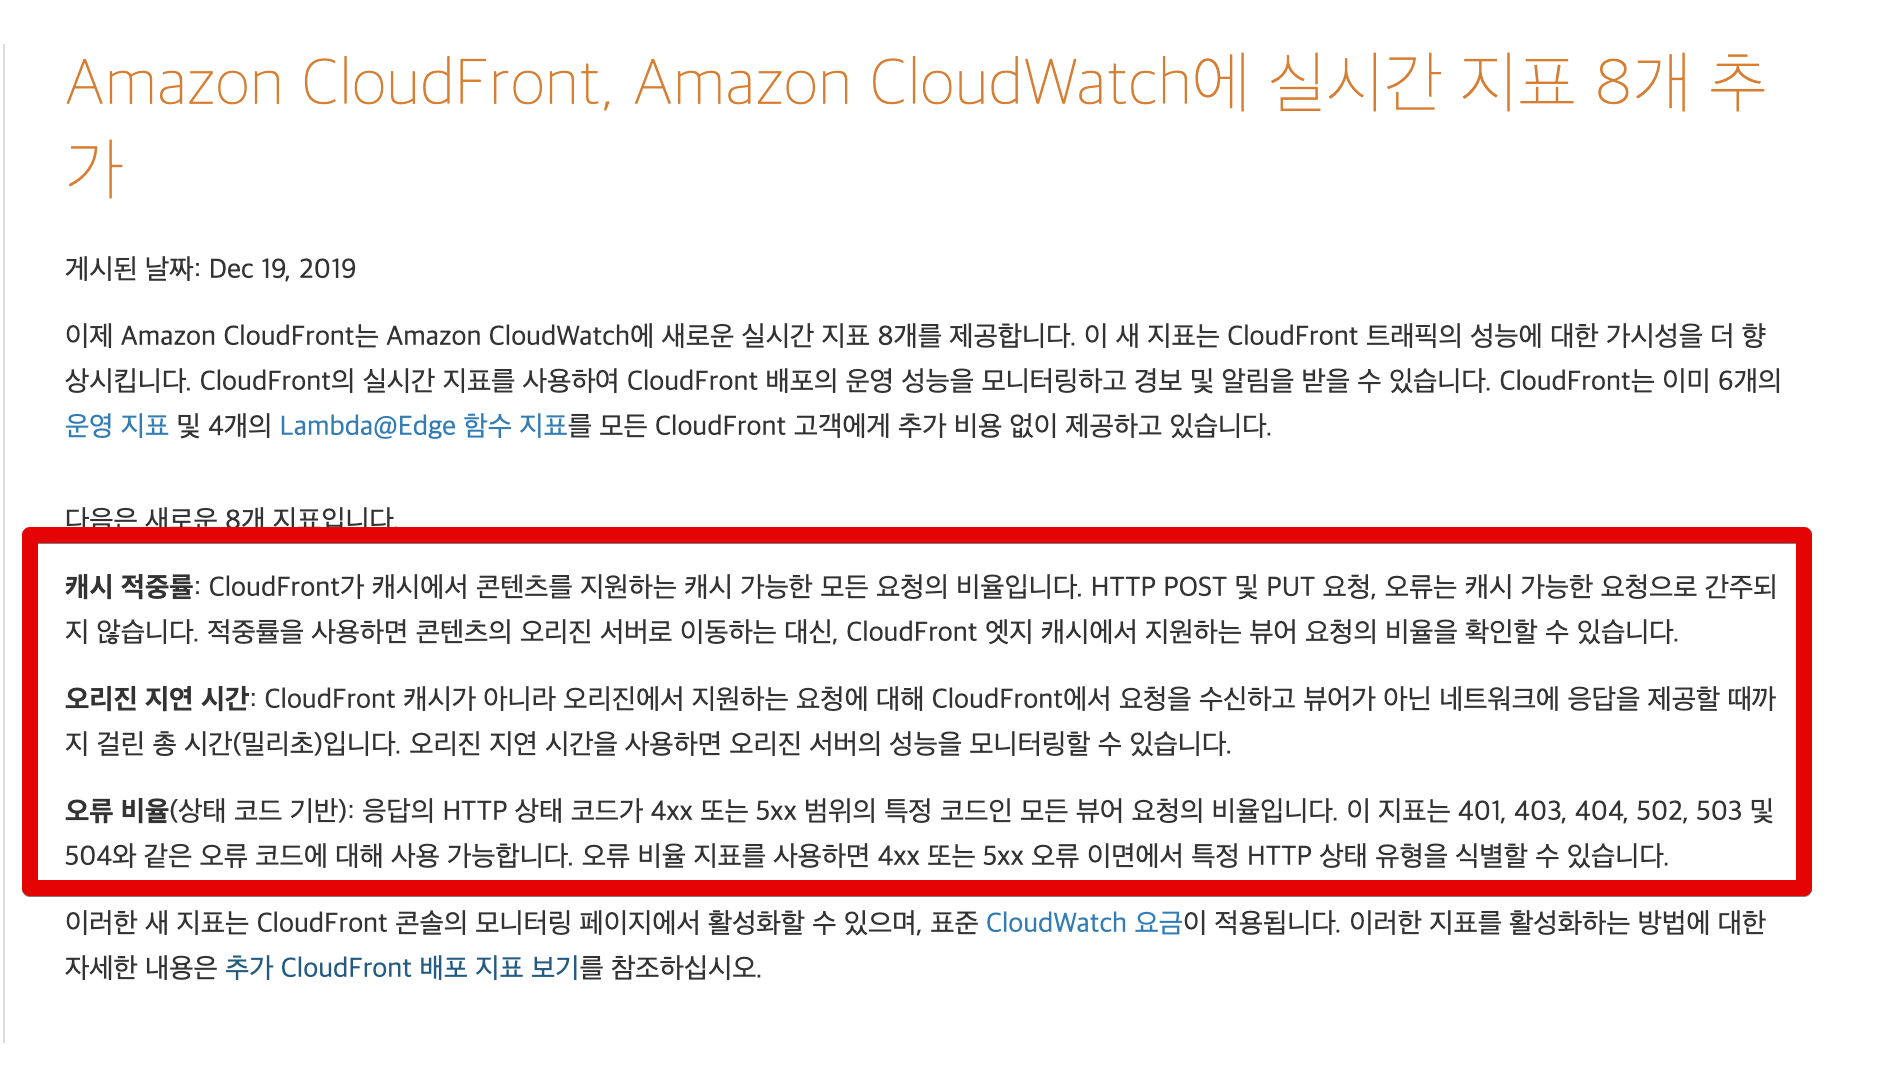 Amazon CloudFront, Amazon CloudWatch에 실시간 지표 8개 추
가
게시된 날짜: Dec 19, 2019
이제 Amazon CloudFront는 Amazon CloudWatch에 새로운 실시간 지표 8개를 제공합니다. 이 새 지표는 CloudFront 트래픽의 성능에 대한 가시성을 더 향
상시킵니다. CloudFront의 실시간 지표를 사용하여 CloudFront 배포의 운영 성능을 모니터링하고 경보 및 알림을 받을 수 있습니다. CloudFront는 이미 6개의
운영 지표 및 4개의 Lambda@Edge 함수 지표를 모든 CloudFront 고객에게 추가 비용 없이 제공하고 있습니다.
다음은 새로운 8개 지표입니다.
캐시 적중률: CloudFront가 캐시에서 콘텐츠를 지원하는 캐시 가능한 모든 요청의 비율입니다. HTTP POST 및 PUT 요청, 오류는 캐시 가능한 요청으로 간주되
지 않습니다. 적중률을 사용하면 콘텐츠의 오리진 서버로 이동하는 대신, CloudFront 엣지 캐시에서 지원하는 뷰어 요청의 비율을 확인할 수 있습니다.
오리진 지연 시간: CloudFront 캐시가 아니라 오리진에서 지원하는 요청에 대해 CloudFront에서 요청을 수신하고 뷰어가 아닌 네트워크에 응답을 제공할 때까
지 걸린 총 시간(밀리초)입니다. 오리진 지연 시간을 사용하면 오리진 서버의 성능을 모니터링할 수 있습니다.
오류 비율(상태 코드 기반): 응답의 HTTP 상태 코드가 4xx 또는 5xx 범위의 특정 코드인 모든 뷰어 요청의 비율입니다. 이 지표는 401, 403, 404, 502, 503 및
504와 같은 오류 코드에 대해 사용 가능합니다. 오류 비율 지표를 사용하면 4xx 또는 5xx 오류 이면에서 특정 HTTP 상태 유형을 식별할 수 있습니다.
이러한 새 지표는 CloudFront 콘솔의 모니터링 페이지에서 활성화할 수 있으며, 표준 CloudWatch 요금이 적용됩니다. 이러한 지표를 활성화하는 방법에 대한
자세한 내용은 추가 CloudFront 배포 지표 보기를 참조하십시오.